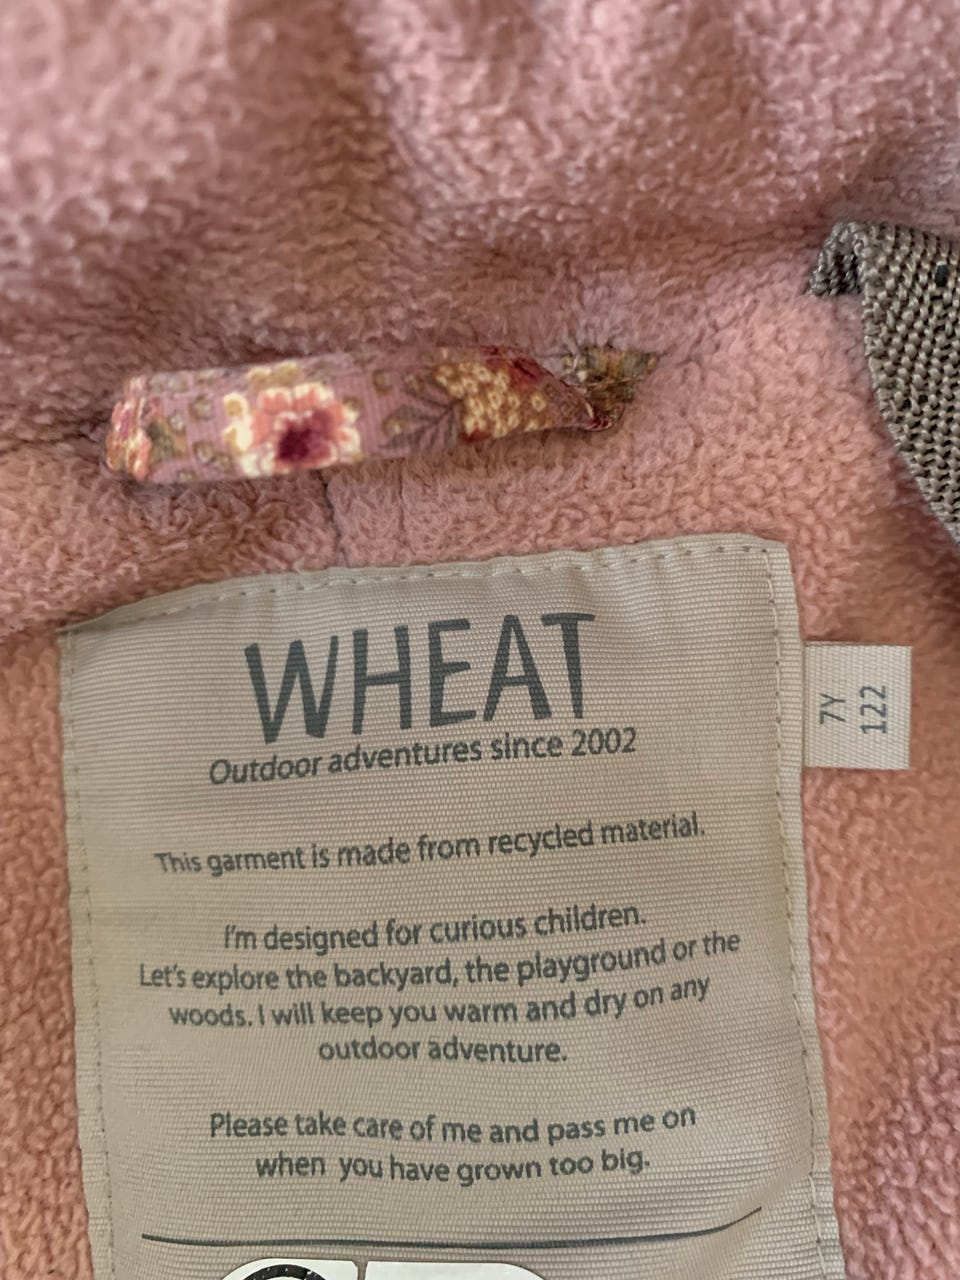 WHEAT
Outdoor adventures since 2002
7Y
122
This garment is made from recycled material.
I'm designed for curious children.
Let's explore the backyard, the playground or the
woods. I will keep you warm and dry on any
outdoor adventure.
Please take care of me and pass me on
when you have grown too big.